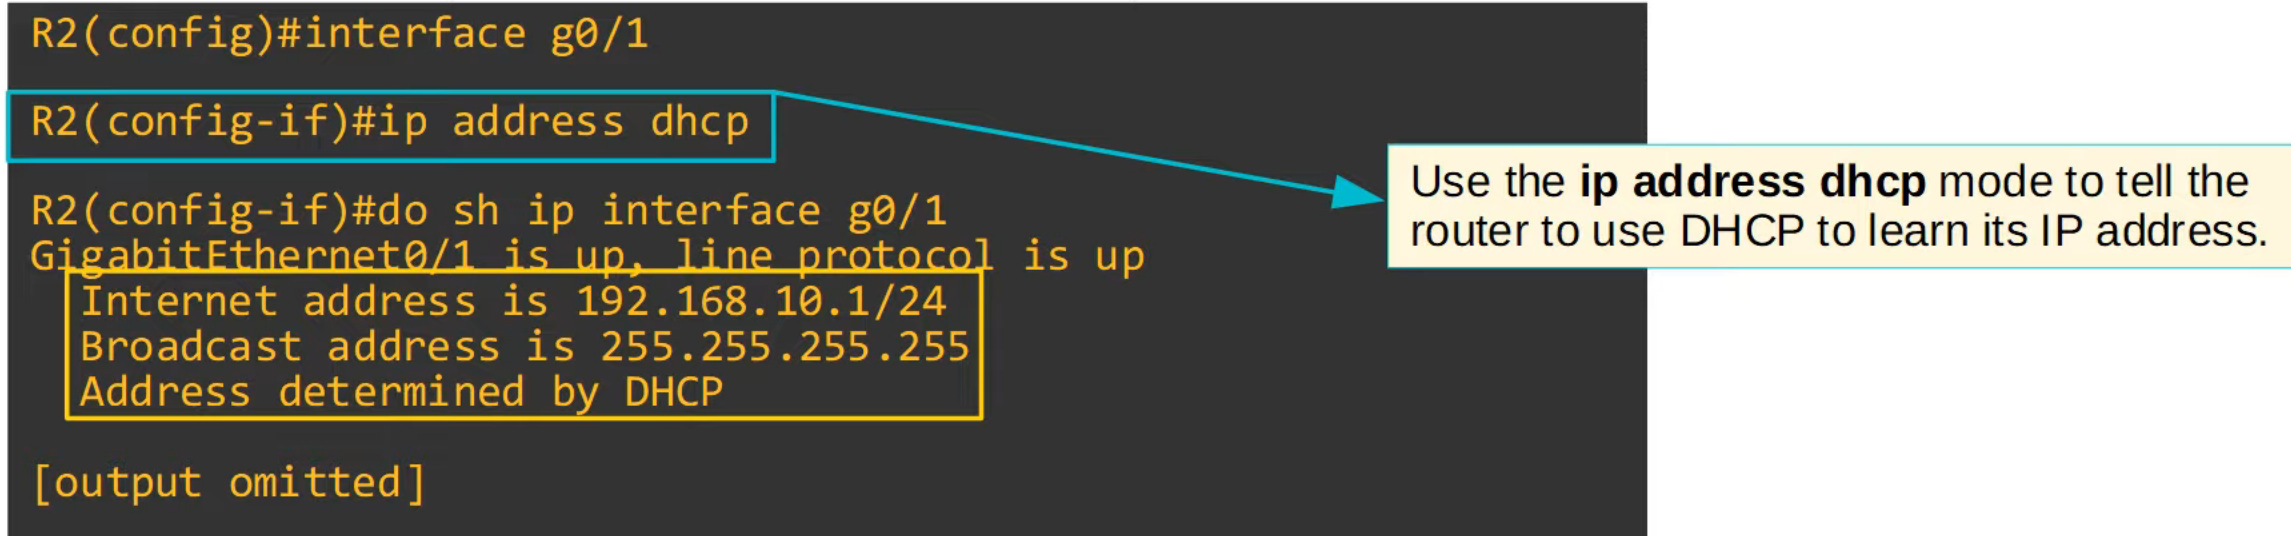 R2(config)#interface g0/1
R2(config-if)#ip address dhcp
R2(config-if)#do sh ip interface g0/1
GigabitEthernet0/1 is up, line protocol is up
Internet address is 192.168.10.1/24
Broadcast address is 255.255.255.255
Address determined by DHCP
[output omitted]
Use the ip address dhcp mode to tell the
router to use DHCP to learn its IP address.